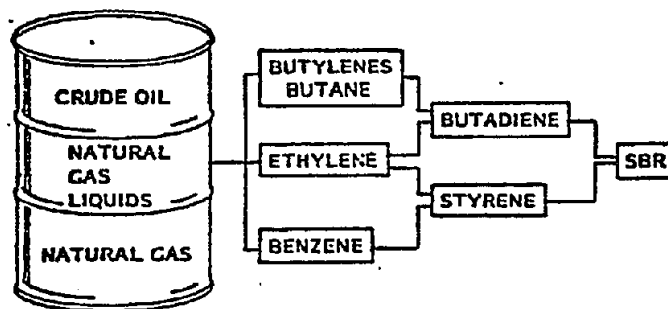 CRUDE OIL
NATURAL
GAS
LIQUIDS
NATURAL GAS
BUTYLENES
BUTANE
ETHYLENE
BENZENE
BUTADIENE
STYRENE
SBR